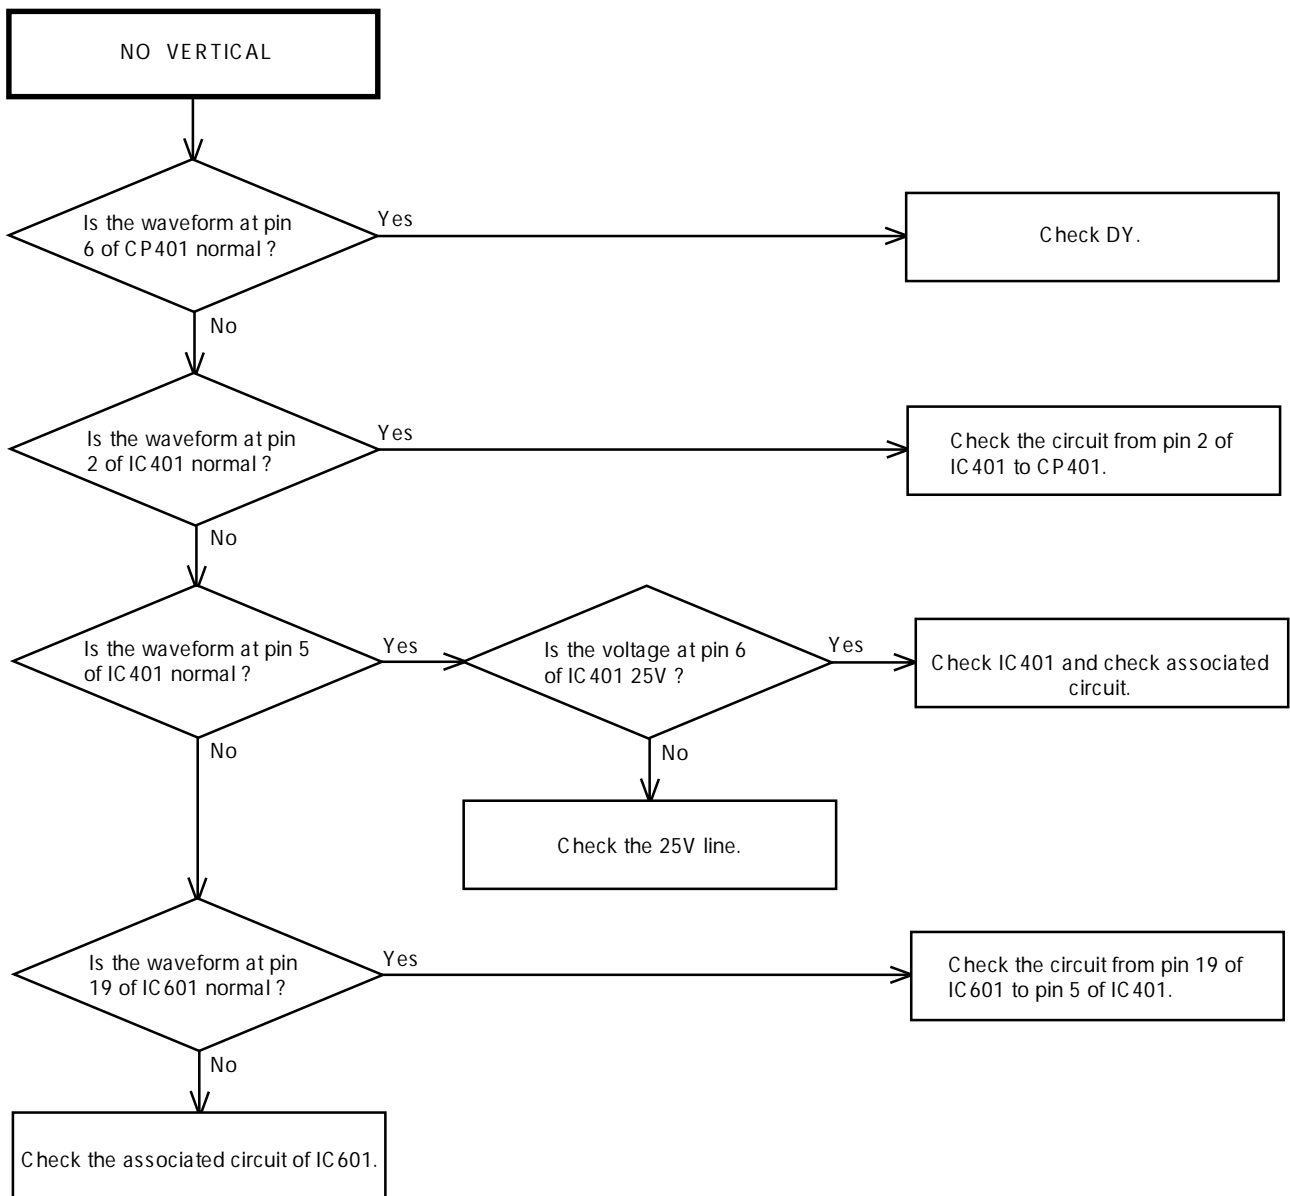 NO VERTICAL
Is the waveform at pin
6 of CP401 normal ?
Yes
Check DY.
No
Is the waveform at pin
2 of IC401 normal ?
Yes
Check the circuit from pin 2 of
IC401 to CP401.
No
Is the waveform at pin 5
of IC401 normal ?
Yes
Is the voltage at pin 6
of IC401 25V ?
Yes
Check IC401 and check associated
circuit.
No
No
Check the 25V line.
Is the waveform at pin
19 of IC601 normal ?
Yes
Check the circuit from pin 19 of
IC601 to pin 5 of IC401.
No
Check the associated circuit of IC601.